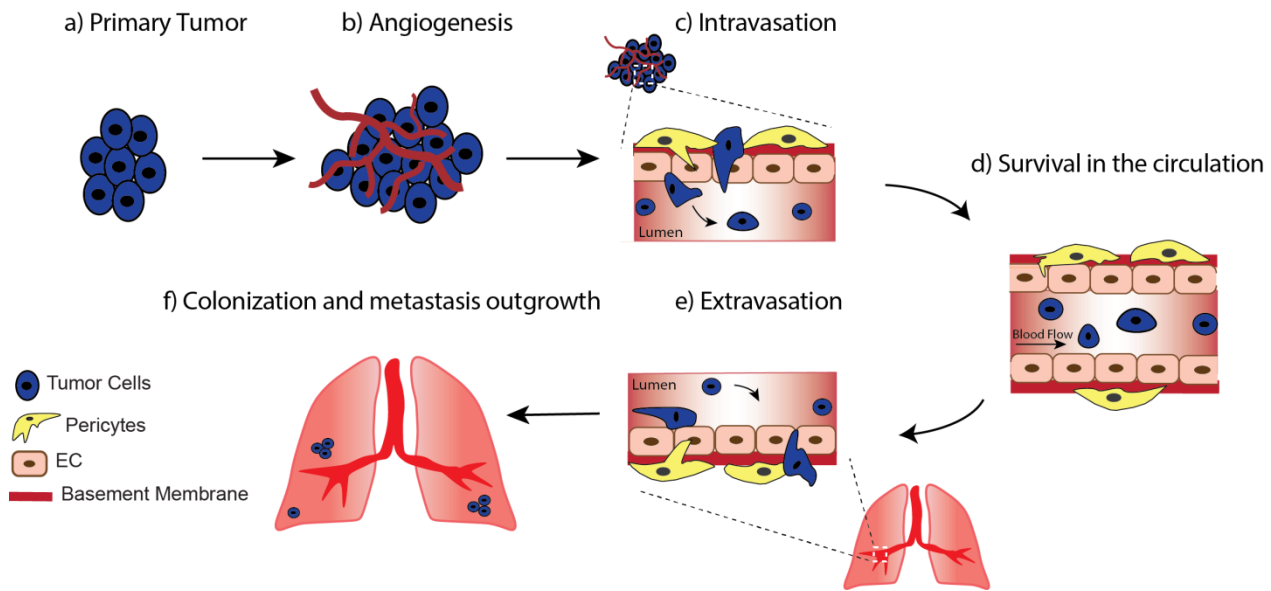 a) Primary Tumor
b) Angiogenesis
c) Intravasation
Lumen
d) Survival in the circulation
Blood Flow
e) Extravasation
Lumen
f) Colonization and metastasis outgrowth
Tumor Cells
Pericytes
EC
Basement Membrane